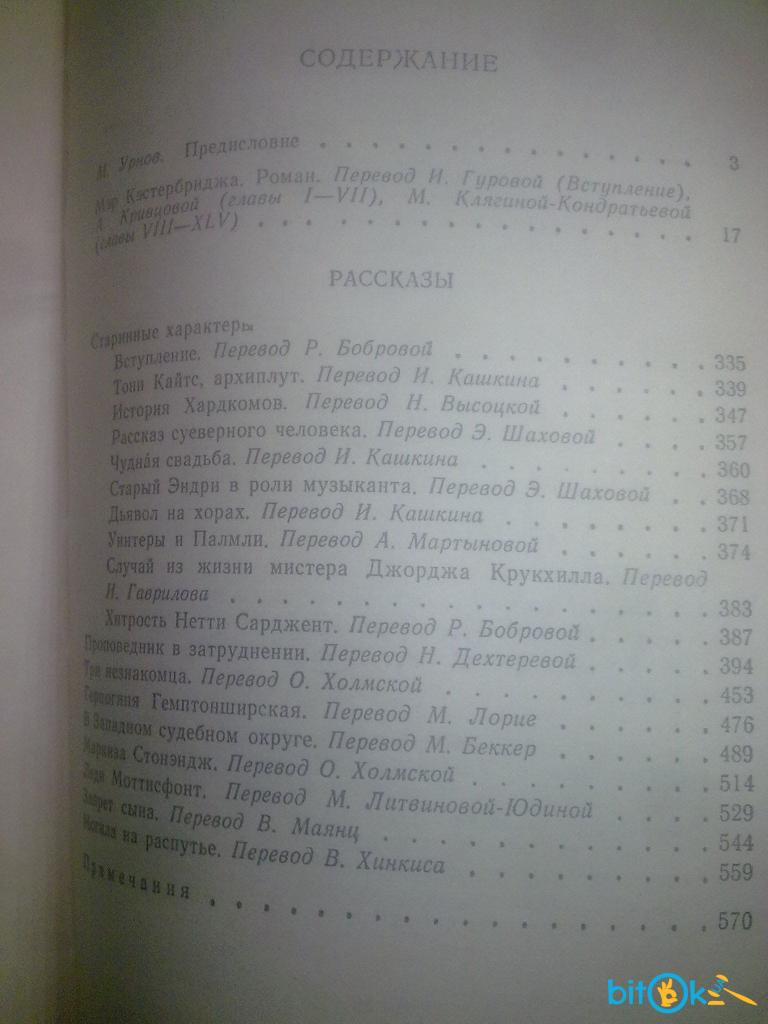 СОДЕРЖАНИЕ
М. Урнов. Предисловие . . . . . . . . . . . . . . . 3
Мэр Кэстербриджа. Роман. Перевод И. Гуровой (Вступление),
А. Кривцовой (главы I—VII), М. Клягиной-Кондратьевой
(главы VIII—XLV) . . . . . . . . . . . . . . . . 17
РАССКАЗЫ
Старинные характеры
Вступление. Перевод Р. Бобровой . . . . . . . . . 335
Тони Кайтс, архиплут. Перевод И. Кашкина . . . . . 339
История Хардкомов. Перевод Н. Высоцкой . . . . . . 347
Рассказ суеверного человека. Перевод Э. Шаховой . . . . 357
Чудна́я свадьба. Перевод И. Кашкина . . . . . . . . 360
Старый Эндри в роли музыканта. Перевод Э. Шаховой . . 368
Дьявол на хорах. Перевод И. Кашкина . . . . . . . 371
Уинтеры и Палмли. Перевод А. Мартыновой . . . . . 374
Случай из жизни мистера Джорджа Крукхилла. Перевод
И. Гаврилова . . . . . . . . . . . . . . . . . 383
Хитрость Нетти Сарджент. Перевод Р. Бобровой . . . . 387
Проповедник в затруднении. Перевод Н. Дехтеревой . . . . 394
Три незнакомца. Перевод О. Холмской . . . . . . . . . 453
Герцогиня Гемптонширская. Перевод М. Лорие . . . . . 476
В Западном судебном округе. Перевод М. Беккер . . . . . 489
Маркиза Стонэндж. Перевод О. Холмской . . . . . . . . 514
Леди Моттисфонт. Перевод М. Литвиновой-Юдиной . . . . 529
Запрет сына. Перевод В. Маянц . . . . . . . . . . . 544
Могила на распутье. Перевод В. Хинкиса . . . . . . . . 559
Примечания . . . . . . . . . . . . . . . . . . . 570
bitOk UA